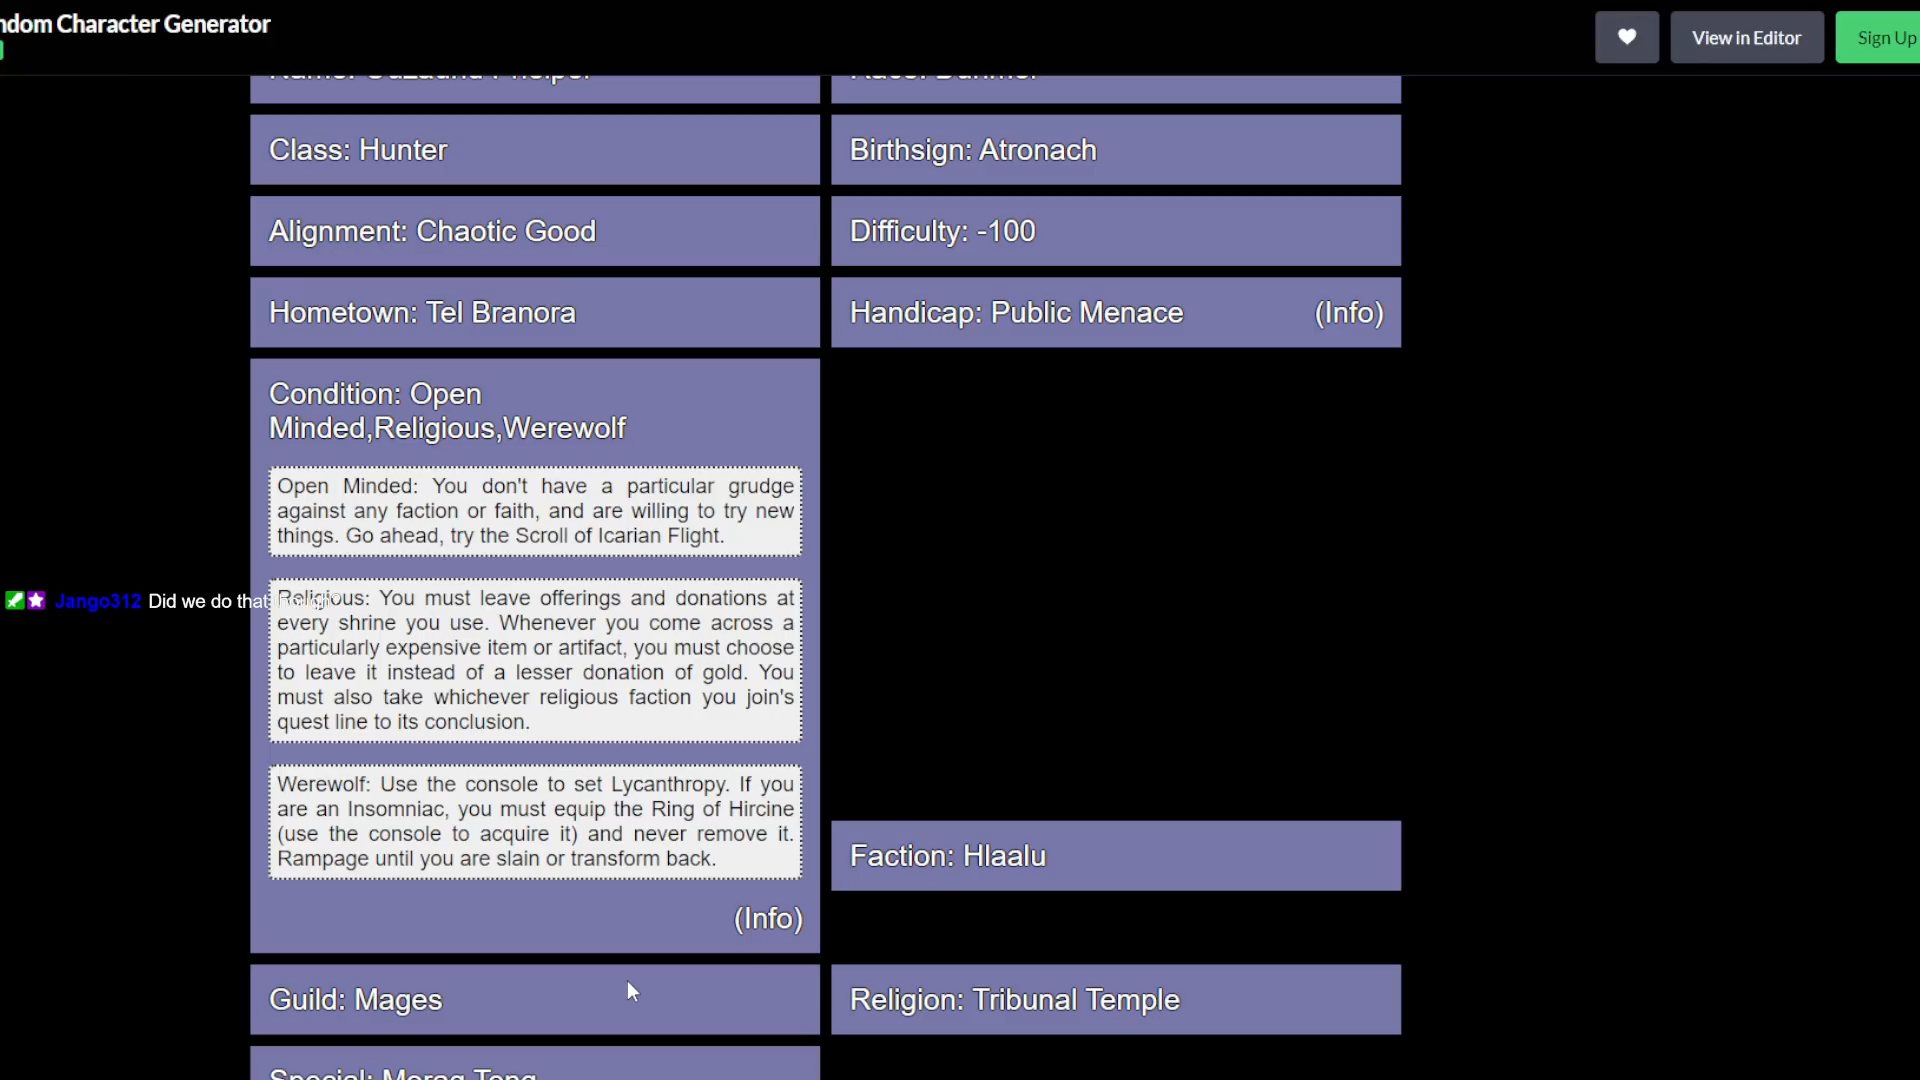 ndom Character Generator
View in Editor
Sign Up
Class: Hunter
Birthsign: Atronach
Alignment: Chaotic Good
Difficulty: -100
Hometown: Tel Branora
Handicap: Public Menace (Info)
Condition: Open
Minded,Religious,Werewolf
Open Minded: You don't have a particular grudge
against any faction or faith, and are willing to try new
things. Go ahead, try the Scroll of Icarian Flight.
Jango312 Did we do that
Religious: You must leave offerings and donations at
every shrine you use. Whenever you come across a
particularly expensive item or artifact, you must choose
to leave it instead of a lesser donation of gold. You
must also take whichever religious faction you join's
quest line to its conclusion.
Werewolf: Use the console to set Lycanthropy. If you
are an Insomniac, you must equip the Ring of Hircine
(use the console to acquire it) and never remove it.
Rampage until you are slain or transform back.
Faction: Hlaalu
(Info)
Guild: Mages
Religion: Tribunal Temple
Special: Morag Tong